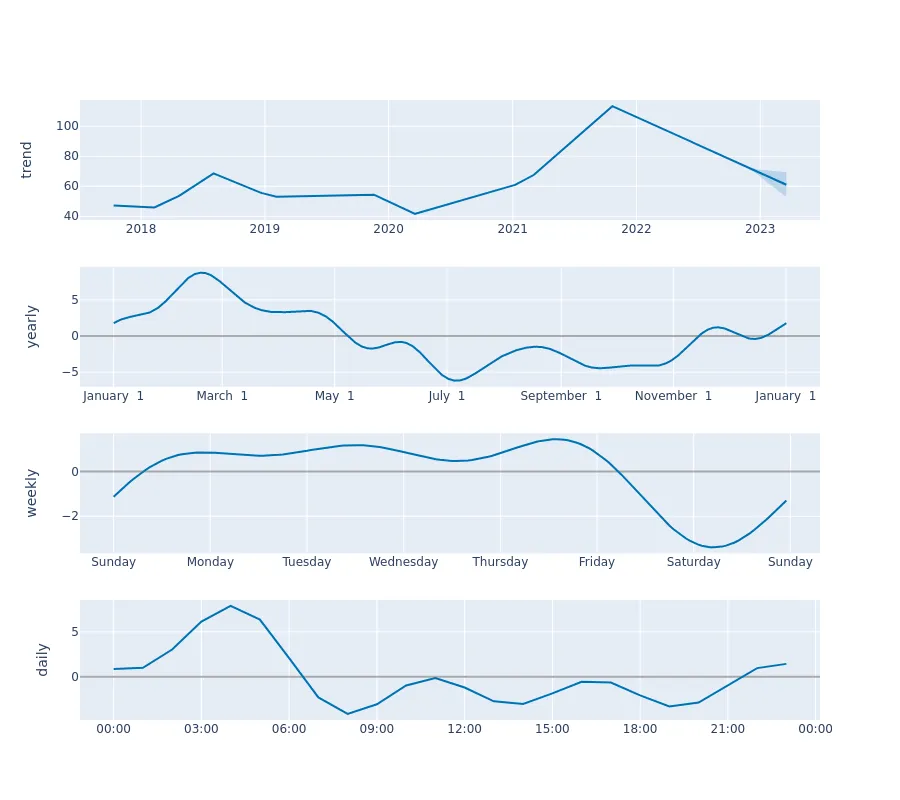 trend
100
80
60
40
2018 2019 2020 2021 2022 2023
yearly
5
0
−5
January 1 March 1 May 1 July 1 September 1 November 1 January 1
weekly
0
−2
Sunday Monday Tuesday Wednesday Thursday Friday Saturday Sunday
daily
5
0
00:00 03:00 06:00 09:00 12:00 15:00 18:00 21:00 00:00